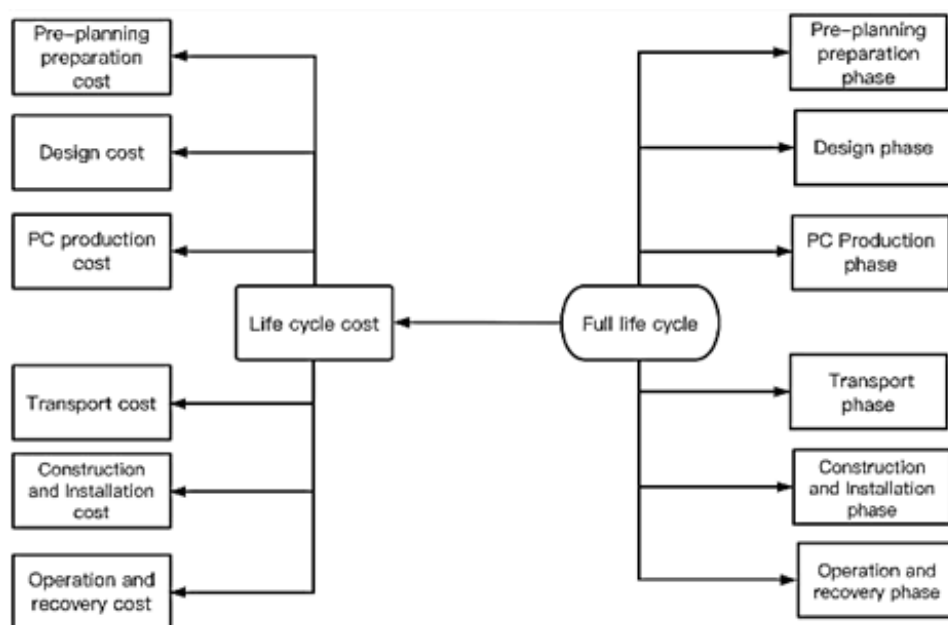 Pre-planning
preparation
cost
Design cost
PC production
cost
Life cycle cost
Transport cost
Construction
and Installation
cost
Operation and
recovery cost
Full life cycle
Pre-planning
preparation
phase
Design phase
PC Production
phase
Transport
phase
Construction
and Installation
phase
Operation and
recovery phase